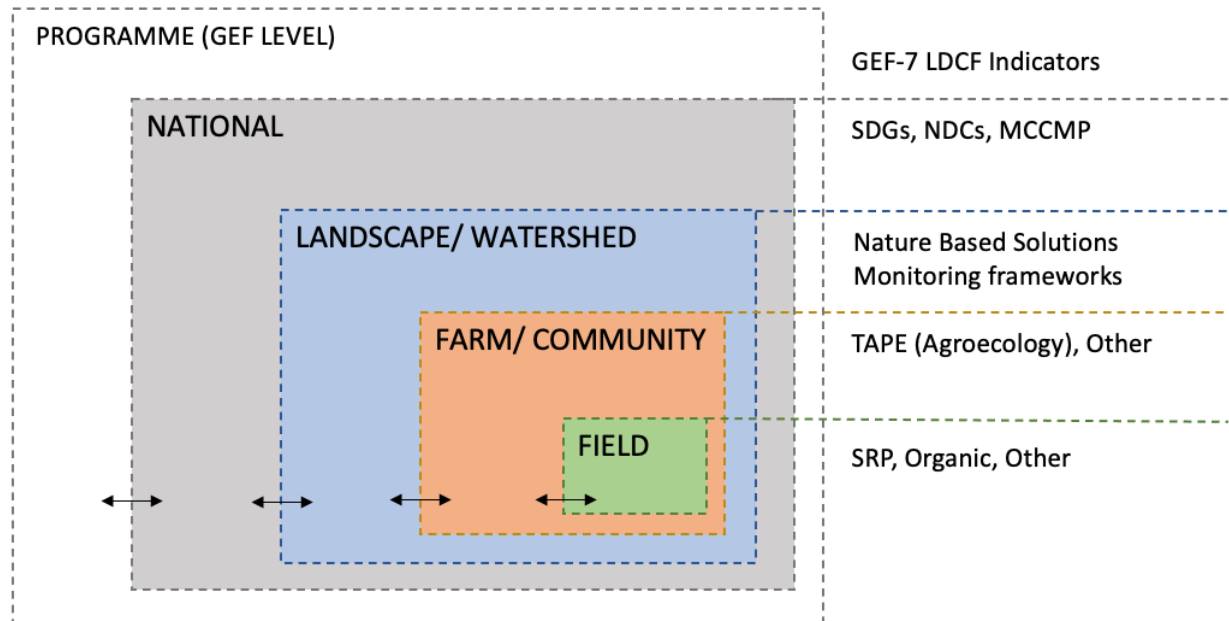 PROGRAMME (GEF LEVEL)
GEF-7 LDCF Indicators
NATIONAL
SDGs, NDCs, MCCMP
LANDSCAPE/ WATERSHED
Nature Based Solutions
Monitoring frameworks
FARM/ COMMUNITY
TAPE (Agroecology), Other
FIELD
SRP, Organic, Other